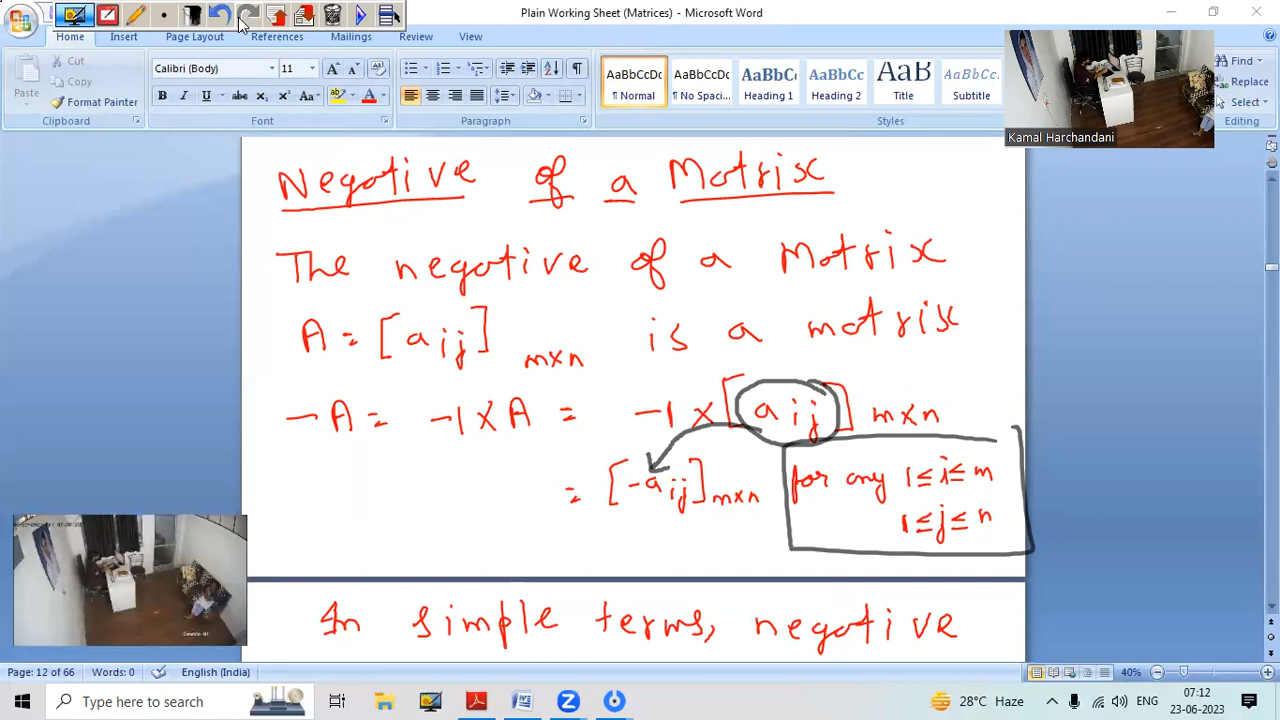 Plain Working Sheet (Matrices) - Microsoft Word
Home Insert Page Layout References Mailings Review View
Paste
Cut
Copy
Format Painter
Clipboard
Calibri (Body) 11
Font
Paragraph
AaBbCcDc AaBbCcDc AaBbCc AaBbCc AaBbC AaBbCcL
¶ Normal ¶ No Spaci... Heading 1 Heading 2 Title Subtitle
Styles
Find
Replace
Select
Editing
Kamal Harchandani
Negative of a Matrix
The negative of a Matrix
A = [aij] m×n is a matrix
-A = -1×A = -1×[aij] m×n
= [-aij] m×n for any 1≤i≤m
1≤j≤n
In simple terms, negative
Page: 12 of 66 Words: 0 English (India) 40%
Type here to search
28°C Haze ENG 07:12
23-06-2023